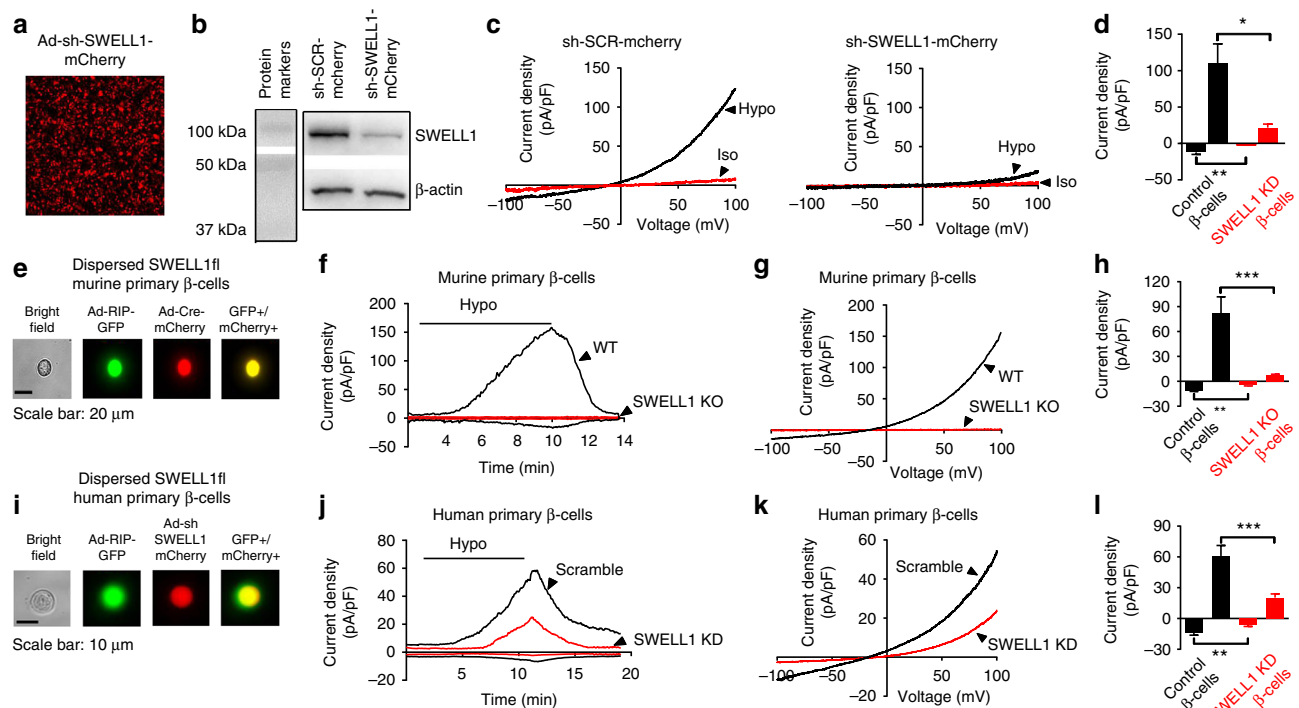 a
Ad-sh-SWELL1-
mCherry
b
Protein
markers
sh-SCR-
mcherry
sh-SWELL1-
mCherry
100 kDa
50 kDa
37 kDa
SWELL1
β-actin
c
sh-SCR-mcherry
Current density
(pA/pF)
150
100
50
−50
−100
−50
50
100
Voltage (mV)
Hypo
Iso
sh-SWELL1-mCherry
Current density
(pA/pF)
150
100
50
−50
−100
−50
50
100
Voltage (mV)
Hypo
Iso
d
Current density
(pA/pF)
150
100
50
0
−50
*
**
Control
β-cells
SWELL1 KD
β-cells
e
Dispersed SWELL1fl
murine primary β-cells
Bright
field
Ad-RIP-
GFP
Ad-Cre-
mCherry
GFP+/
mCherry+
Scale bar: 20 μm
f
Murine primary β-cells
Current density
(pA/pF)
200
150
100
50
0
−50
4
6
8
10
12
14
Time (min)
Hypo
WT
SWELL1 KO
g
Murine primary β-cells
Current density
(pA/pF)
200
150
100
50
−50
−100
−50
50
100
Voltage (mV)
WT
SWELL1 KO
h
Current density
(pA/pF)
120
90
60
30
0
−30
***
**
Control
β-cells
SWELL1 KO
β-cells
i
Dispersed SWELL1fl
human primary β-cells
Bright
field
Ad-RIP-
GFP
Ad-sh
SWELL1
mCherry
GFP+/
mCherry+
Scale bar: 10 μm
j
Human primary β-cells
Current density
(pA/pF)
80
60
40
20
0
−20
0
5
10
15
20
Time (min)
Hypo
Scramble
SWELL1 KD
k
Human primary β-cells
Current density
(pA/pF)
60
40
20
−20
−100
−50
50
100
Voltage (mV)
Scramble
SWELL1 KD
l
Current density
(pA/pF)
90
60
30
0
−30
***
**
Control
β-cells
SWELL1 KD
β-cells